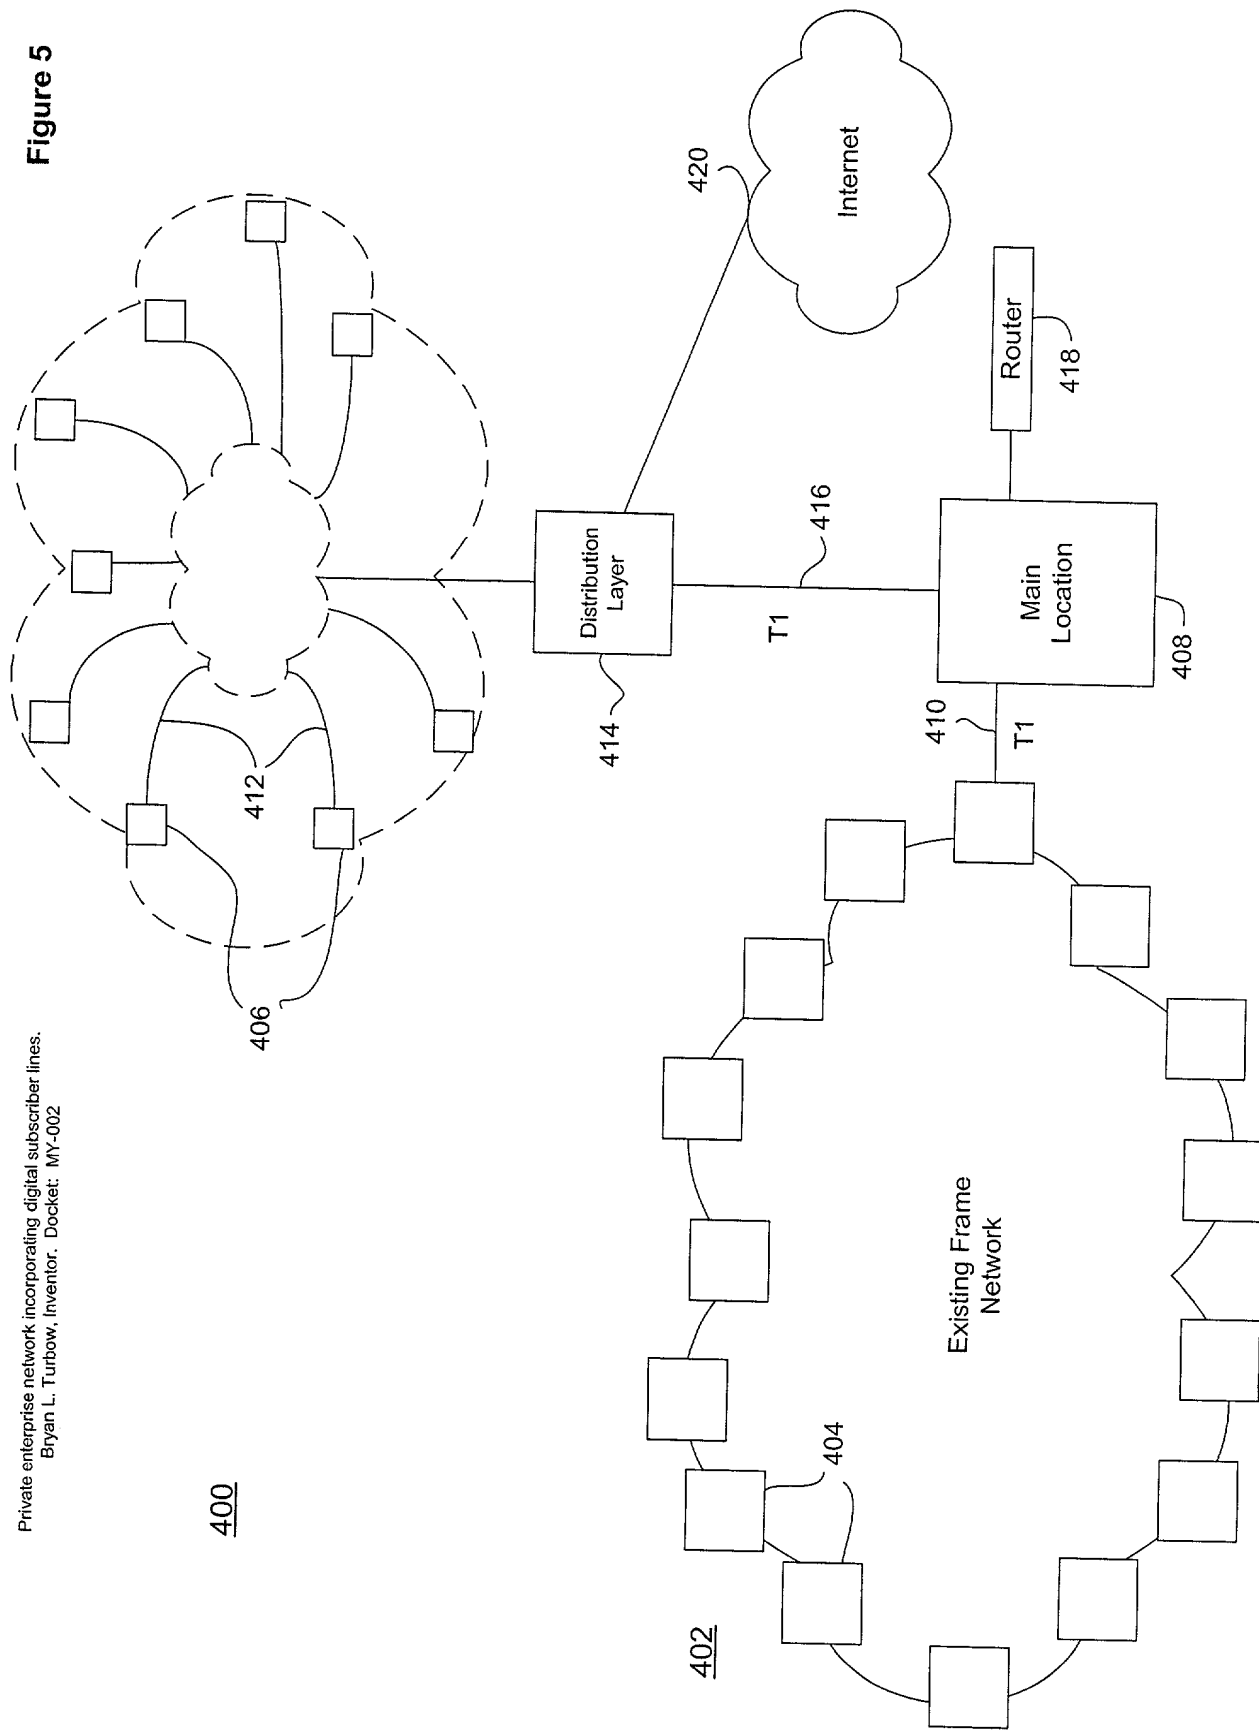 Private enterprise network incorporating digital subscriber lines.
Bryan L. Turbow, Inventor.  Docket:  MY-002
Figure 5
400
406
412
414
Distribution
Layer
420
Internet
T1
416
402
404
Existing Frame
Network
410
T1
Main
Location
408
Router
418